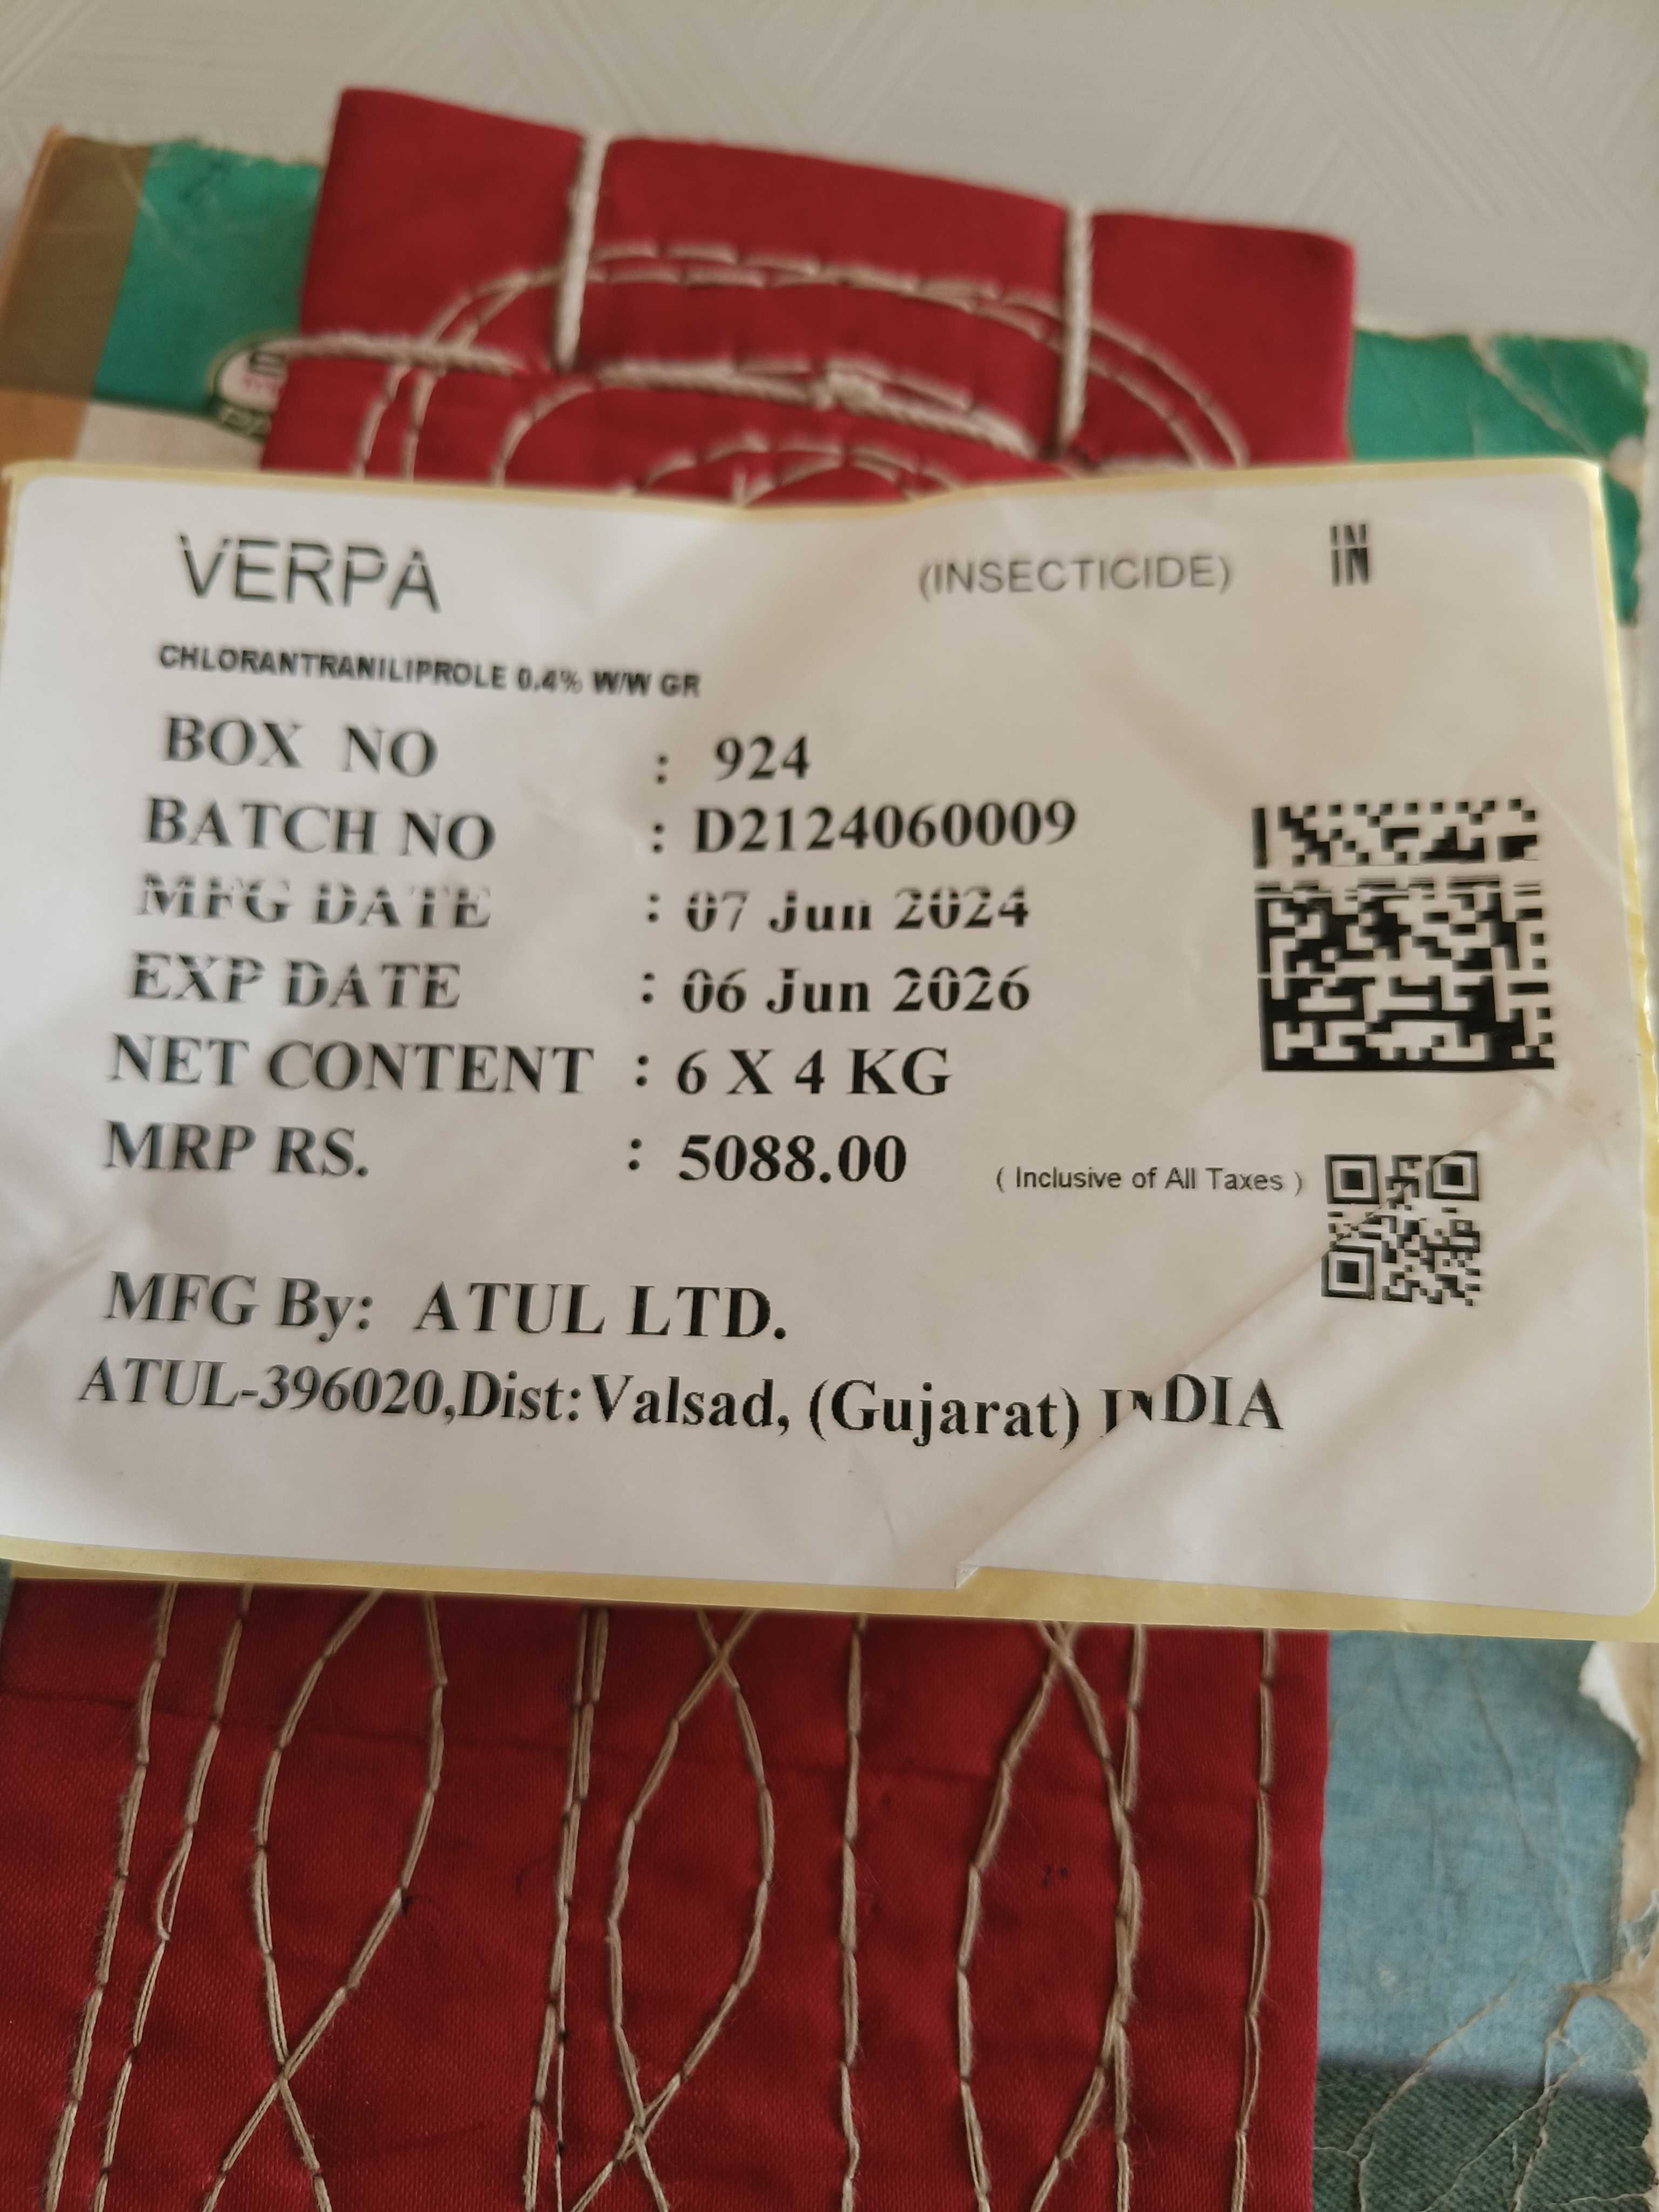 VERPA (INSECTICIDE) IN
CHLORANTRANILIPROLE 0.4% W/W GR
BOX NO : 924
BATCH NO : D2124060009
MFG DATE : 07 Jun 2024
EXP DATE : 06 Jun 2026
NET CONTENT : 6 X 4 KG
MRP RS. : 5088.00 ( Inclusive of All Taxes )
MFG By: ATUL LTD.
ATUL-396020,Dist:Valsad, (Gujarat) INDIA